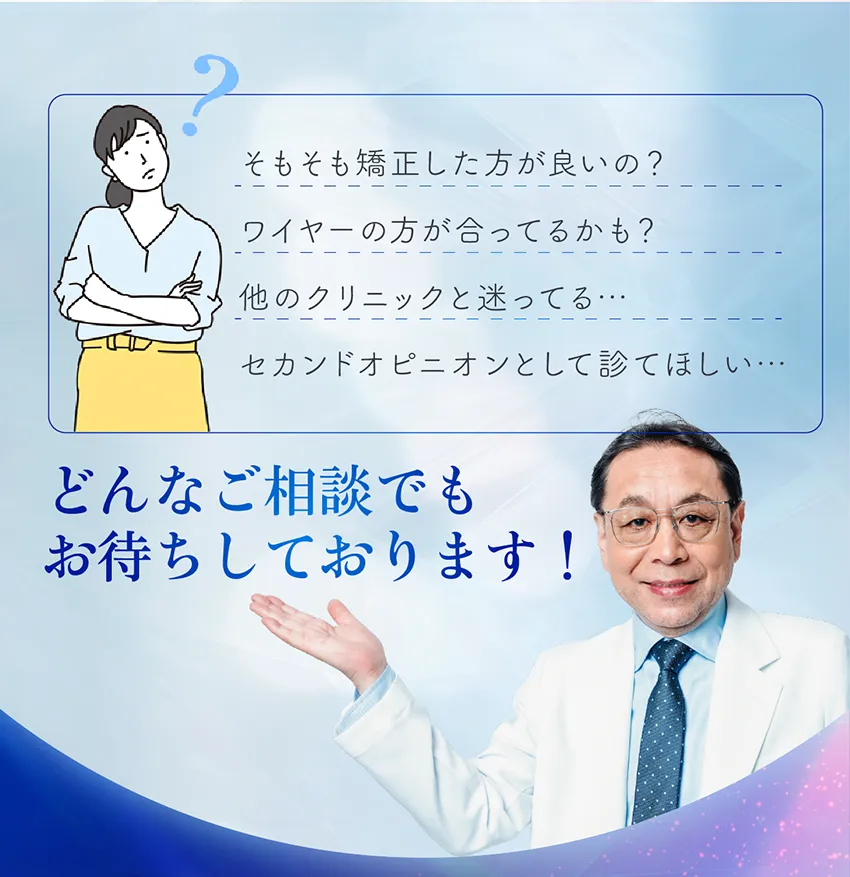 ?
そもそも矯正した方が良いの？
ワイヤーの方が合ってるかも？
他のクリニックと迷ってる…
セカンドオピニオンとして診てほしい…
どんなご相談でも
お待ちしております！